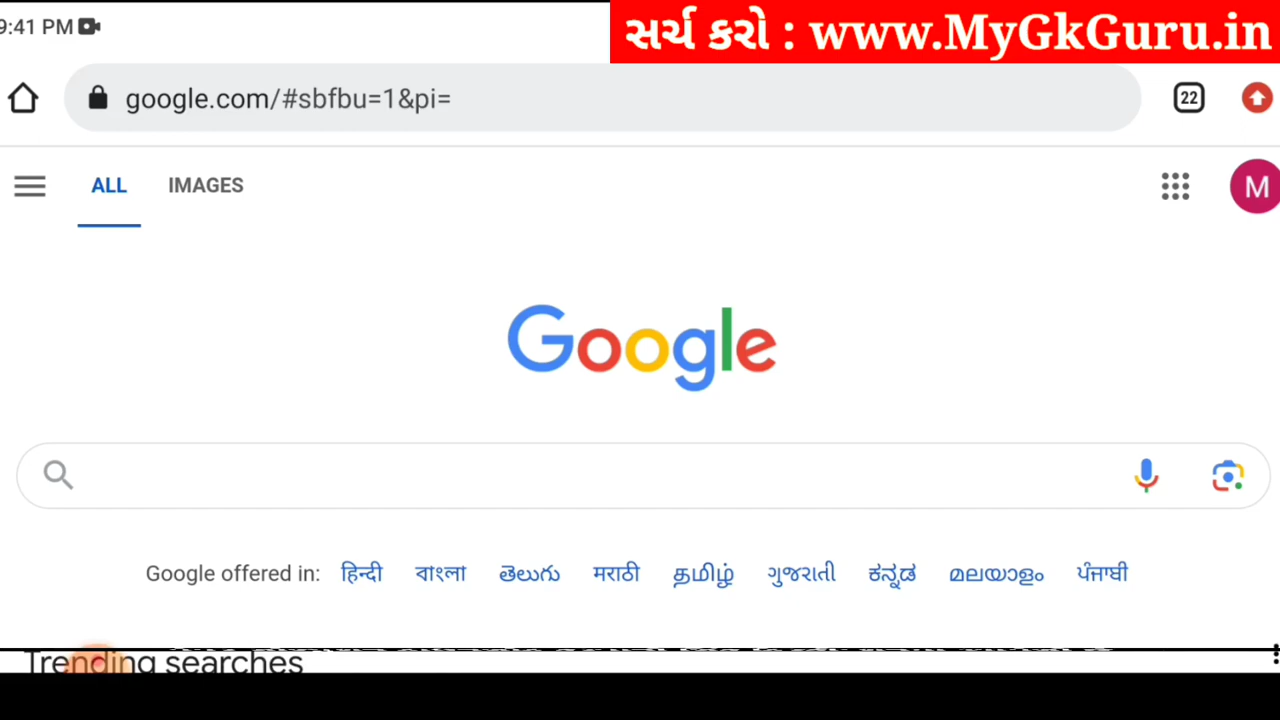 9:41 PM
સર્ચ કરો : www.MyGkGuru.in
google.com/#sbfbu=1&pi=
22
ALL IMAGES
M
Google
Google offered in: हिन्दी বাংলা తెలుగు मराठी தமிழ் ગુજરાતી ಕನ್ನಡ മലയാളം ਪੰਜਾਬੀ
Trending searches